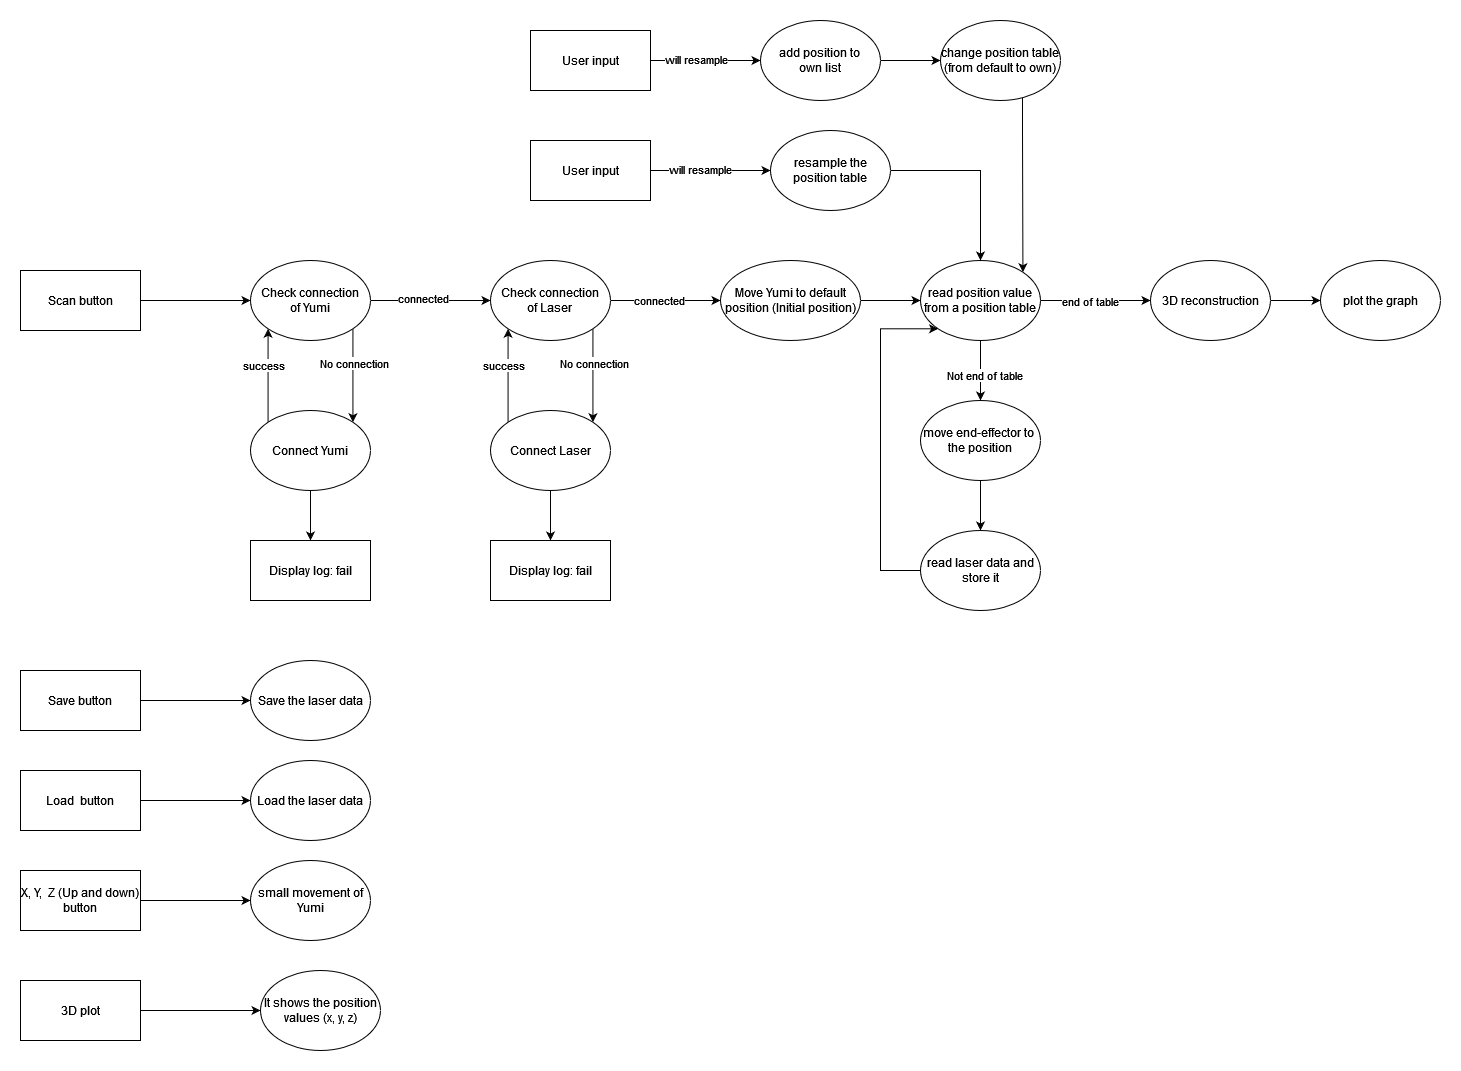 User input
will resample
add position to
own list
change position table
(from default to own)
User input
will resample
resample the
position table
Scan button
Check connection
of Yumi
connected
Check connection
of Laser
connected
Move Yumi to default
position (Initial position)
read position value
from a position table
end of table
3D reconstruction
plot the graph
success
No connection
success
No connection
Not end of table
Connect Yumi
Connect Laser
move end-effector to
the position
Display log: fail
Display log: fail
read laser data and
store it
Save button
Save the laser data
Load  button
Load the laser data
X, Y,  Z (Up and down)
button
small movement of
Yumi
3D plot
It shows the position
values (x, y, z)